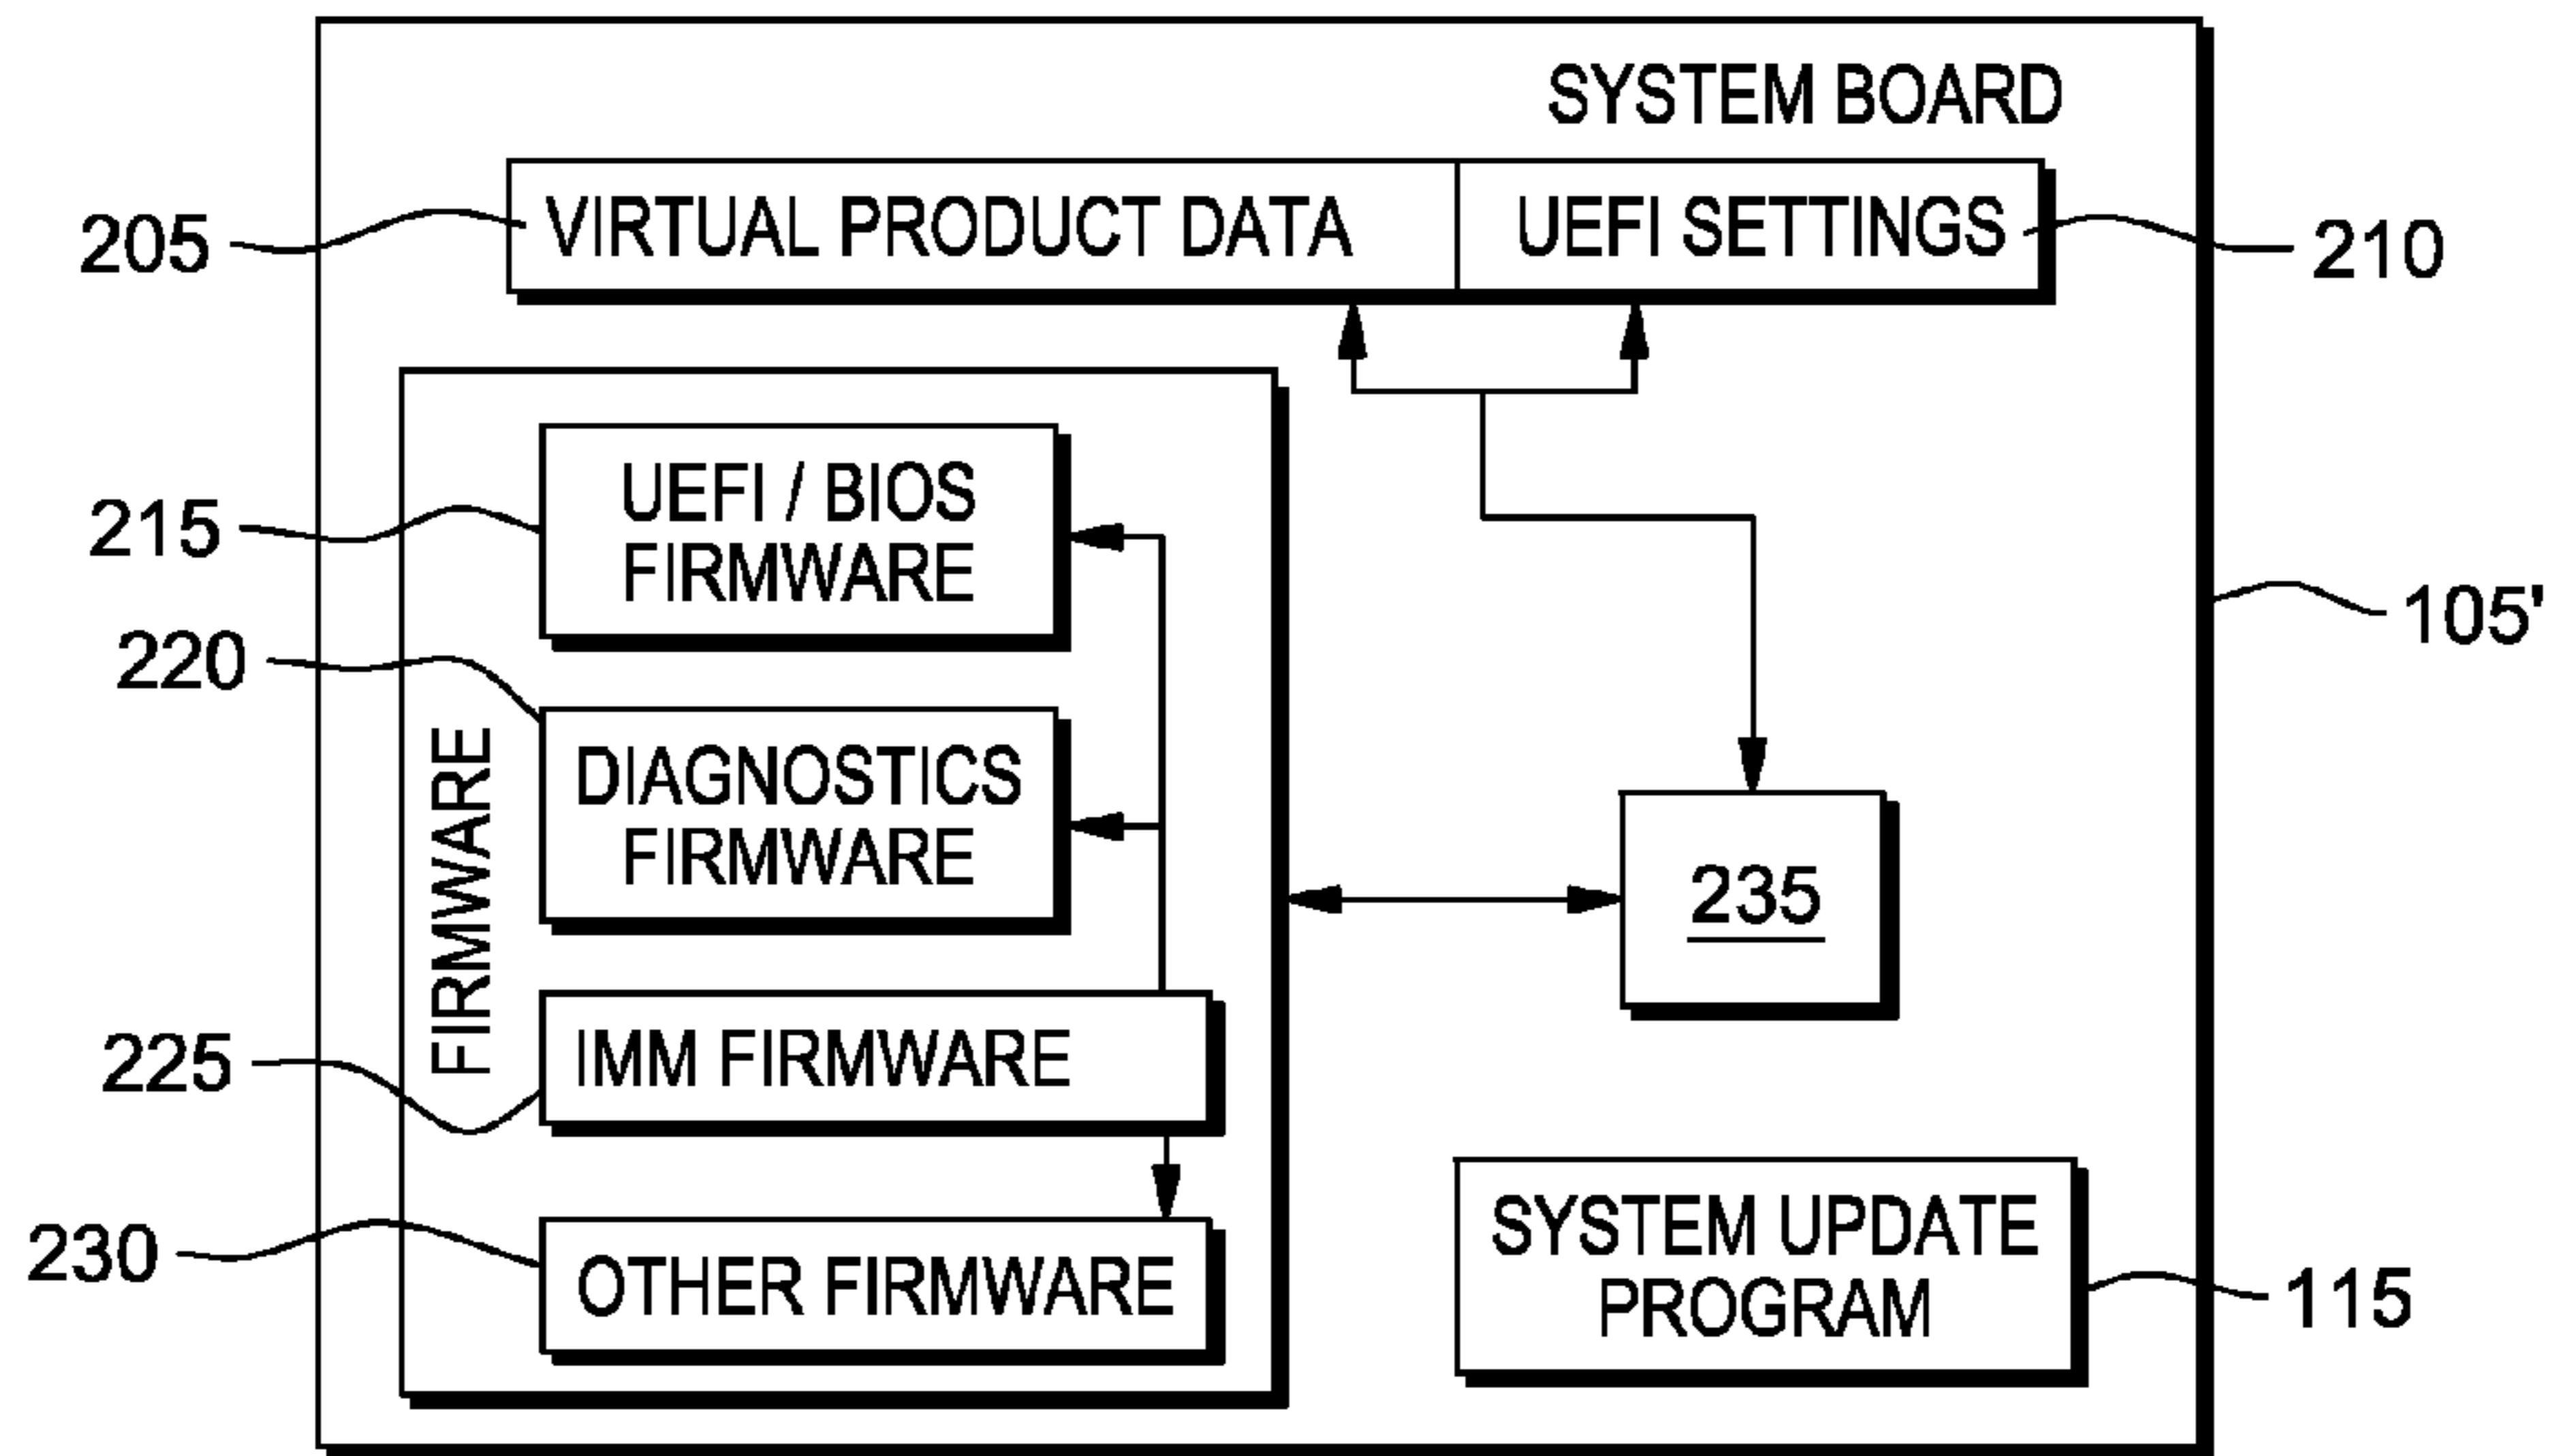 SYSTEM BOARD
205
VIRTUAL PRODUCT DATA
UEFI SETTINGS
210
215
UEFI / BIOS
FIRMWARE
105'
220
FIRMWARE
DIAGNOSTICS
FIRMWARE
235
225
IMM FIRMWARE
230
OTHER FIRMWARE
SYSTEM UPDATE
PROGRAM
115